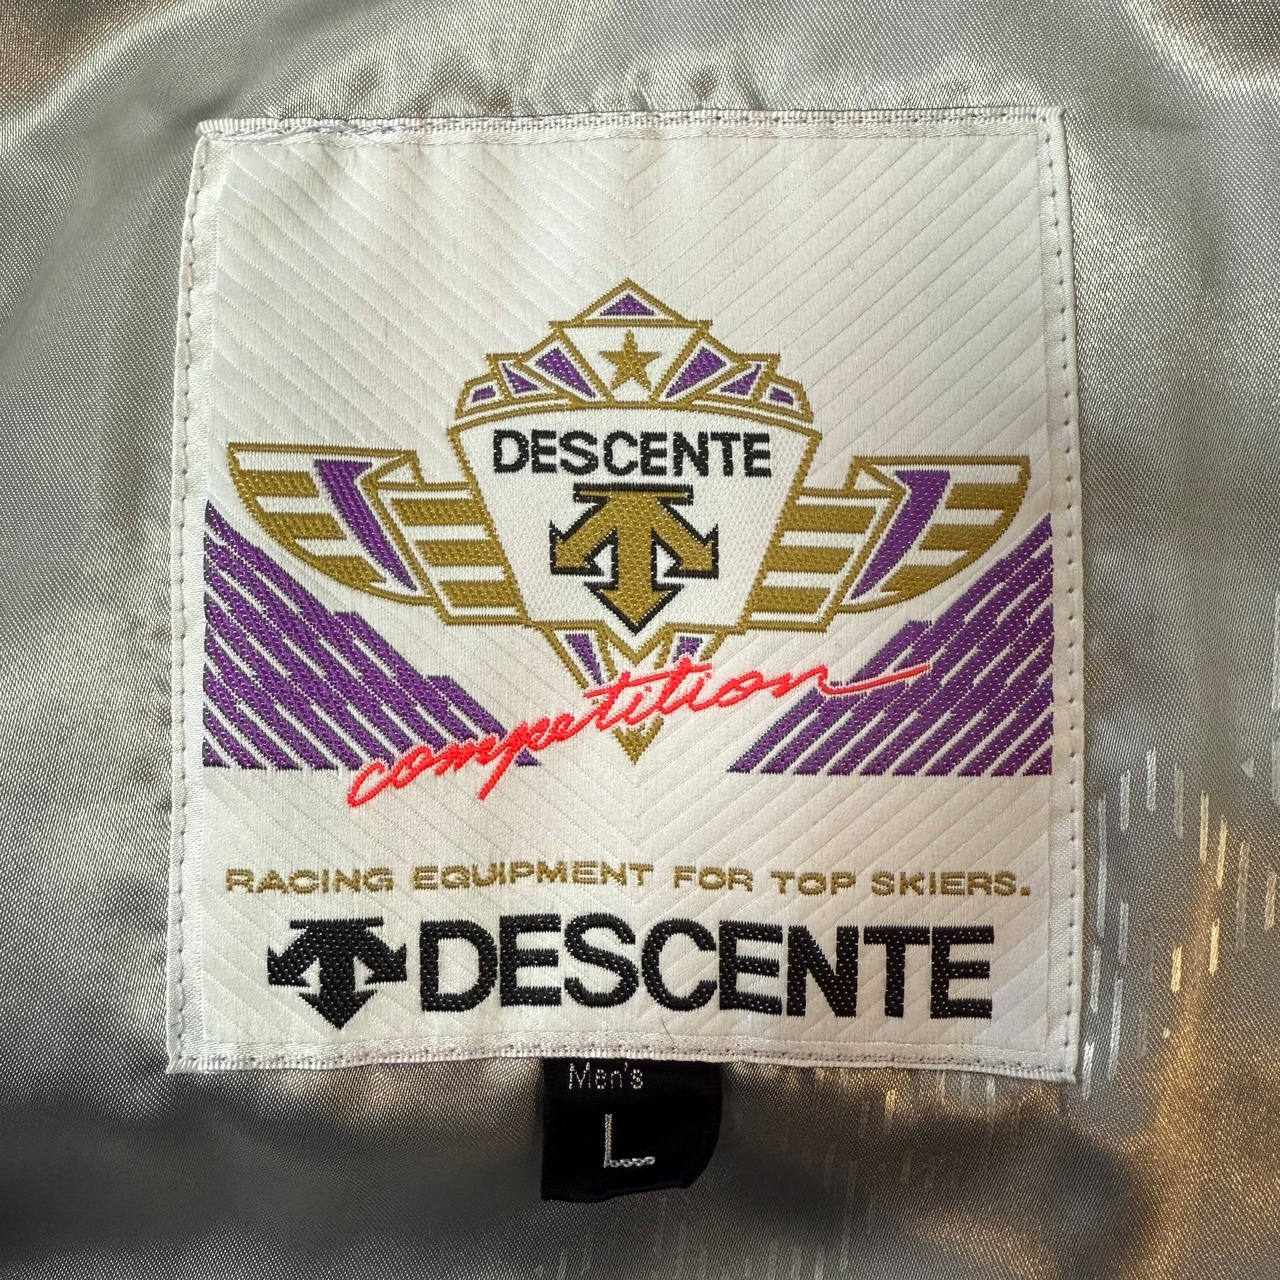 DESCENTE
competition
RACING EQUIPMENT FOR TOP SKIERS.
DESCENTE
Men's
L